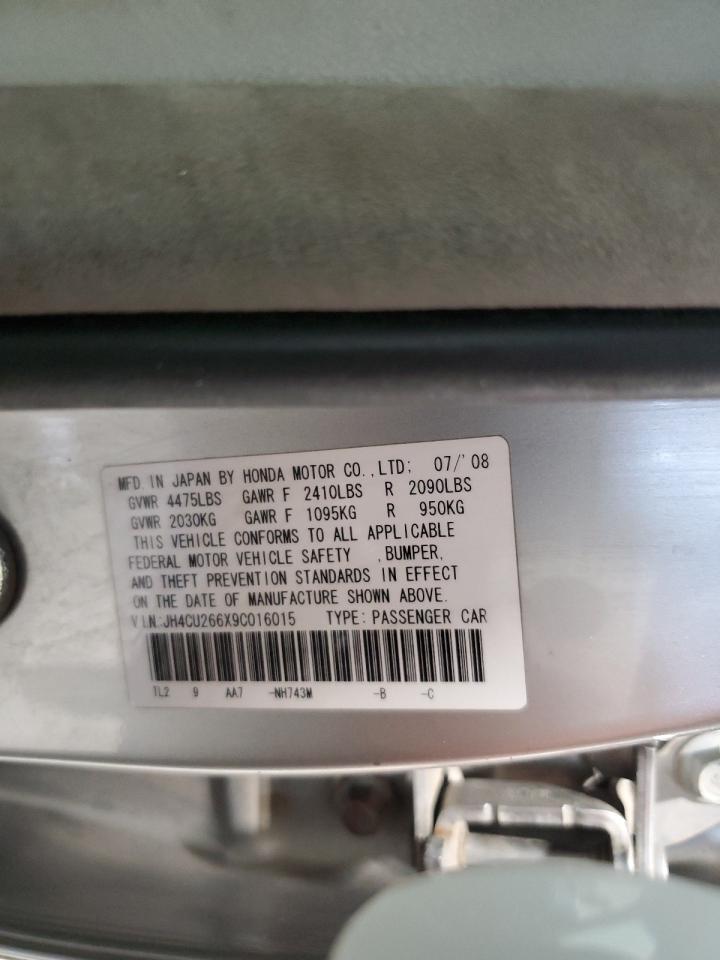 MFD. IN JAPAN BY HONDA MOTOR CO.,LTD; 07/'08
GVWR 4475LBS GAWR F 2410LBS R 2090LBS
GVWR 2030KG GAWR F 1095KG R 950KG
THIS VEHICLE CONFORMS TO ALL APPLICABLE
FEDERAL MOTOR VEHICLE SAFETY ,BUMPER,
AND THEFT PREVENTION STANDARDS IN EFFECT
ON THE DATE OF MANUFACTURE SHOWN ABOVE.
V.I.N:JH4CU266X9C016015 TYPE: PASSENGER CAR
TL2 9 AA7 -NH743M -B -C